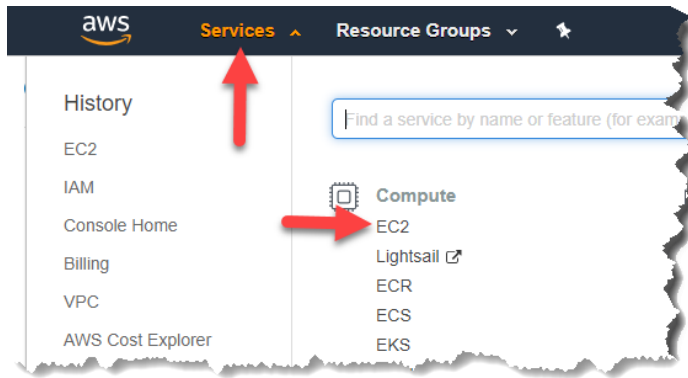 aws Services Resource Groups
History
EC2
IAM
Console Home
Billing
VPC
AWS Cost Explorer
Find a service by name or feature (for exam
Compute
EC2
Lightsail
ECR
ECS
EKS